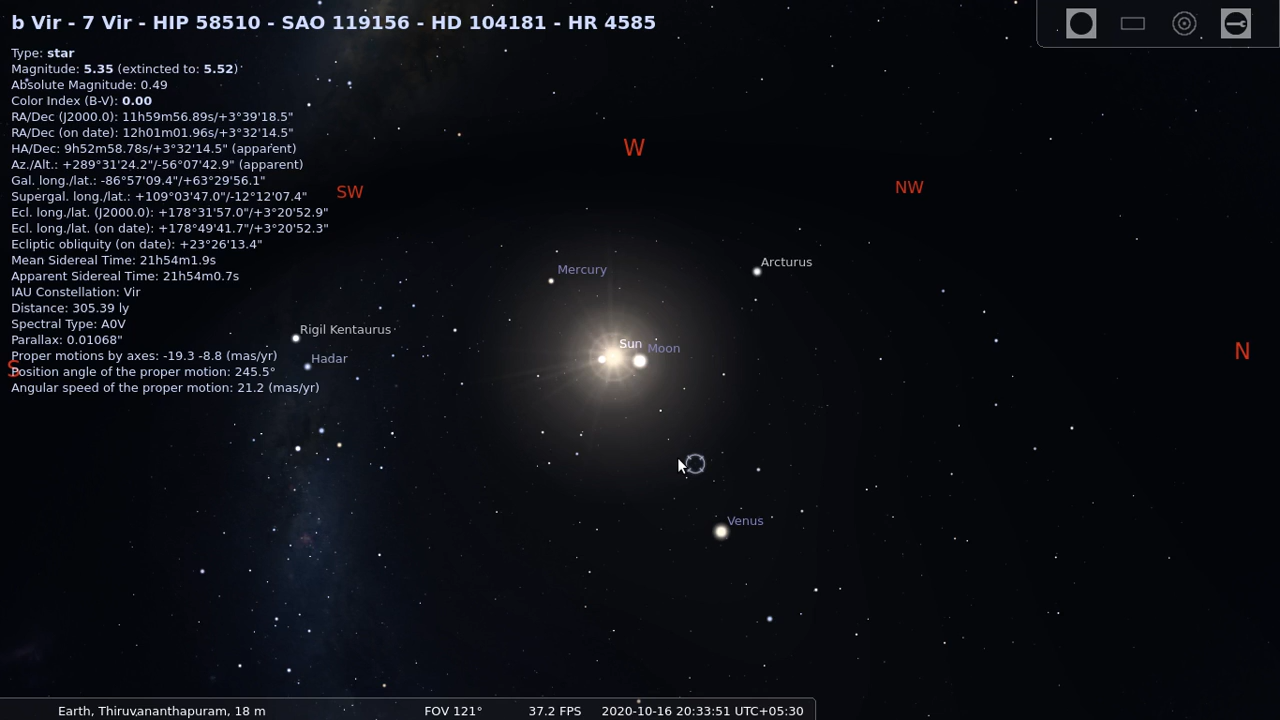 b Vir - 7 Vir - HIP 58510 - SAO 119156 - HD 104181 - HR 4585
Type: star
Magnitude: 5.35 (extincted to: 5.52)
Absolute Magnitude: 0.49
Color Index (B-V): 0.00
RA/Dec (J2000.0): 11h59m56.89s/+3°39'18.5"
RA/Dec (on date): 12h01m01.96s/+3°32'14.5"
HA/Dec: 9h52m58.78s/+3°32'14.5" (apparent)
Az./Alt.: +289°31'24.2"/-56°07'42.9" (apparent)
Gal. long./lat.: -86°57'09.4"/+63°29'56.1"
Supergal. long./lat.: +109°03'47.0"/-12°12'07.4"
Ecl. long./lat. (J2000.0): +178°31'57.0"/+3°20'52.9"
Ecl. long./lat. (on date): +178°49'41.7"/+3°20'52.3"
Ecliptic obliquity (on date): +23°26'13.4"
Mean Sidereal Time: 21h54m1.9s
Apparent Sidereal Time: 21h54m0.7s
IAU Constellation: Vir
Distance: 305.39 ly
Spectral Type: A0V
Parallax: 0.01068"
Proper motions by axes: -19.3 -8.8 (mas/yr)
Position angle of the proper motion: 245.5°
Angular speed of the proper motion: 21.2 (mas/yr)
W
SW
NW
Mercury
Arcturus
Rigil Kentaurus
Sun
Moon
Hadar
S
N
Venus
Earth, Thiruvananthapuram, 18 m
FOV 121°
37.2 FPS
2020-10-16 20:33:51 UTC+05:30